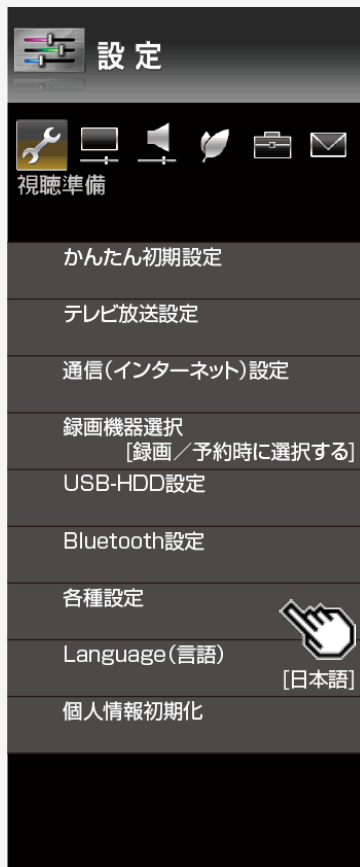 設定
視聴準備
かんたん初期設定
テレビ放送設定
通信(インターネット)設定
録画機器選択
[録画／予約時に選択する]
USB-HDD設定
Bluetooth設定
各種設定
Language(言語)
[日本語]
個人情報初期化